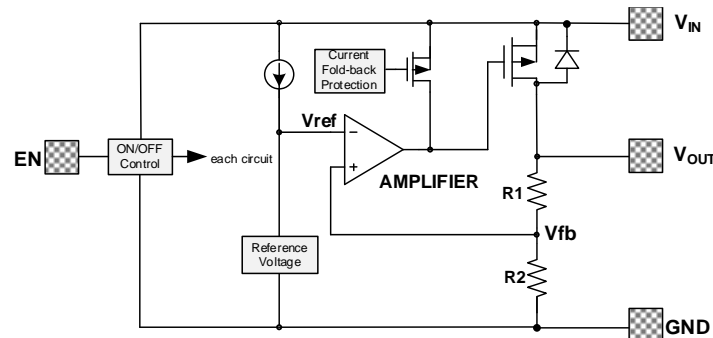 VIN
Current
Fold-back
Protection
Vref
−
+
AMPLIFIER
EN
ON/OFF
Control
each circuit
VOUT
R1
Reference
Voltage
Vfb
R2
GND